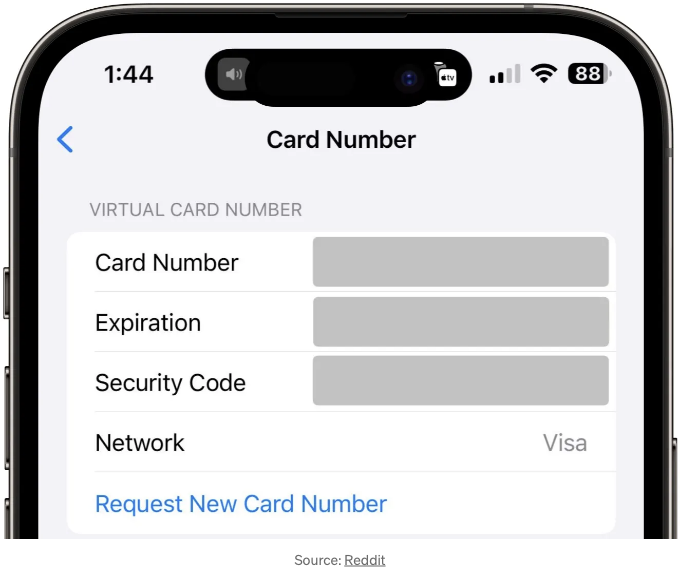 1:44
tv
88
Card Number
VIRTUAL CARD NUMBER
Card Number
Expiration
Security Code
Network Visa
Request New Card Number
Source: Reddit